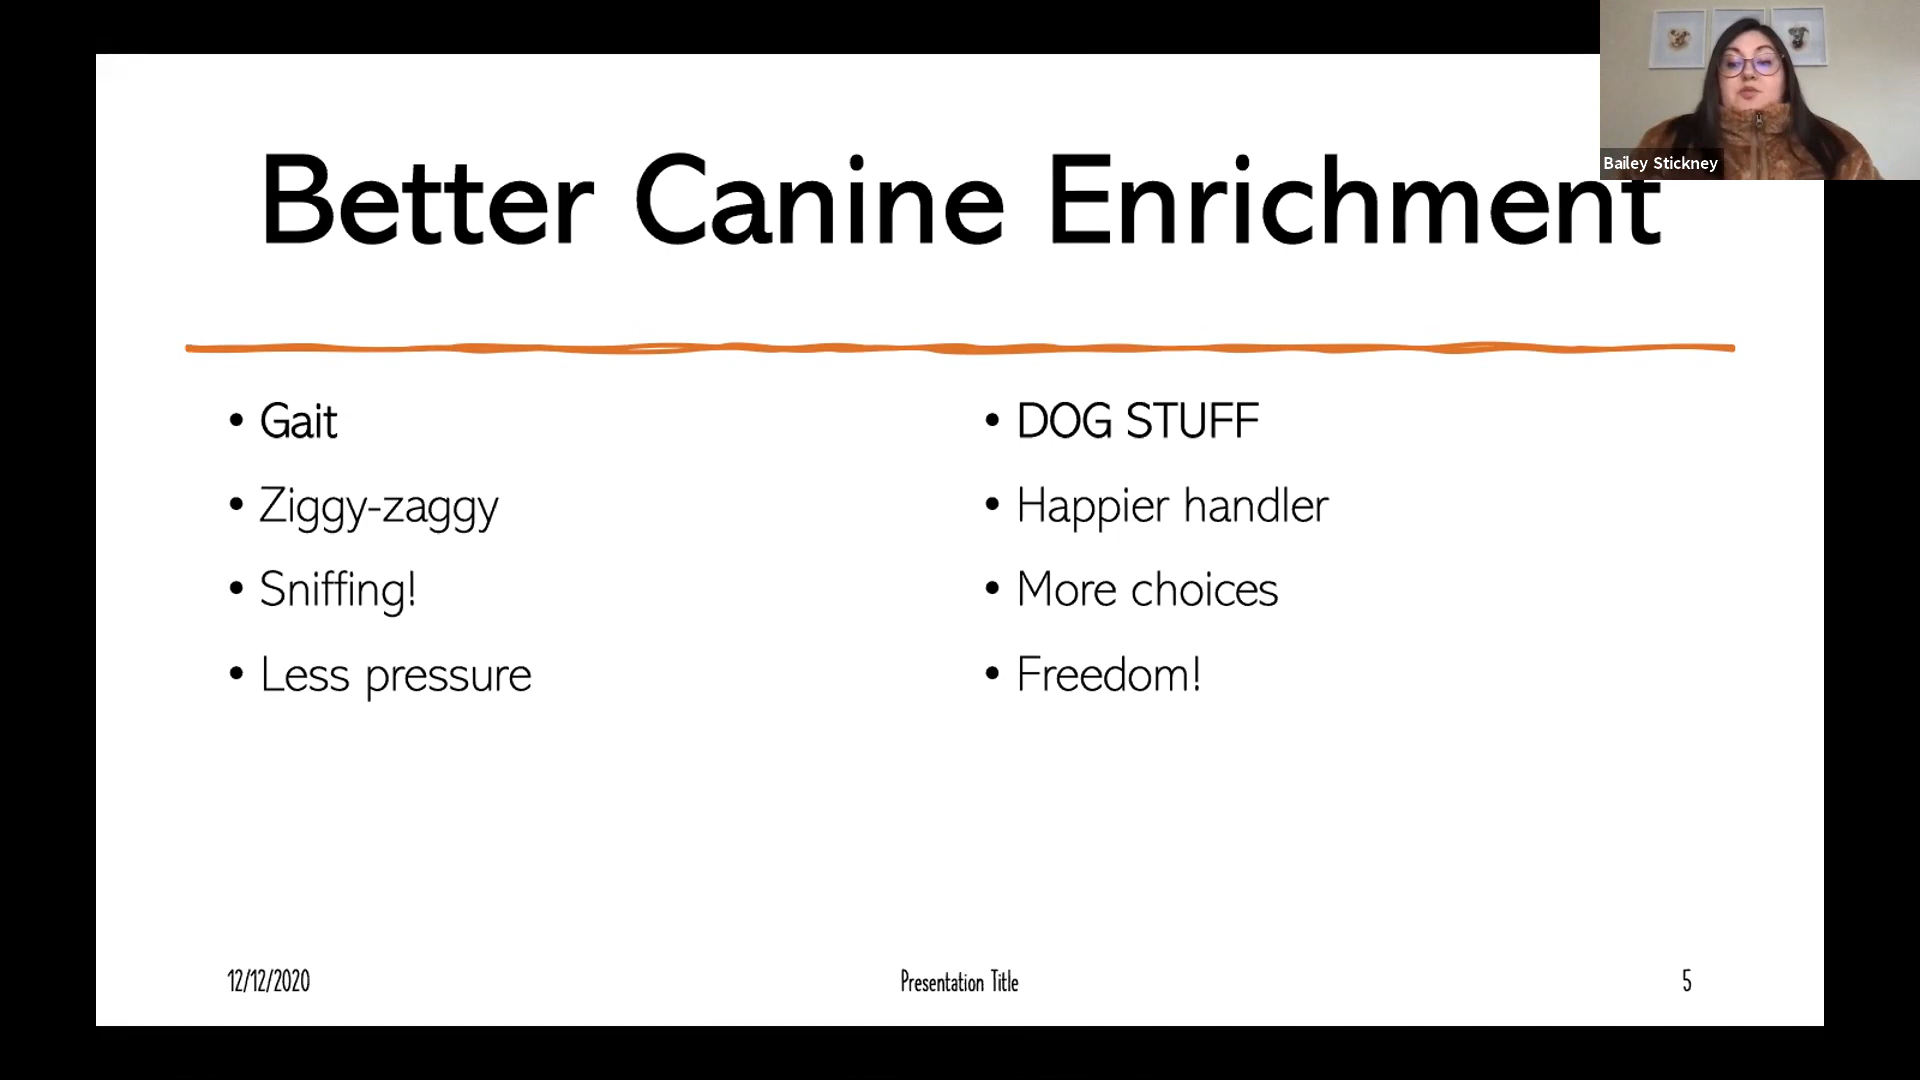 Better Canine Enrichment
Bailey Stickney
• Gait
• Ziggy-zaggy
• Sniffing!
• Less pressure
• DOG STUFF
• Happier handler
• More choices
• Freedom!
12/12/2020
Presentation Title
5